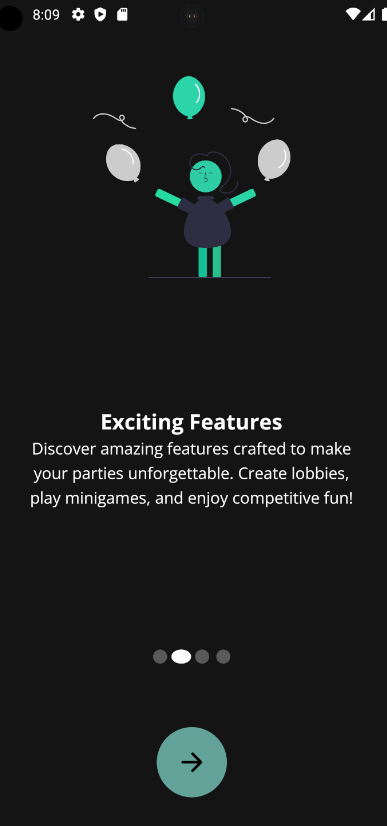 8:09
Exciting Features
Discover amazing features crafted to make
your parties unforgettable. Create lobbies,
play minigames, and enjoy competitive fun!